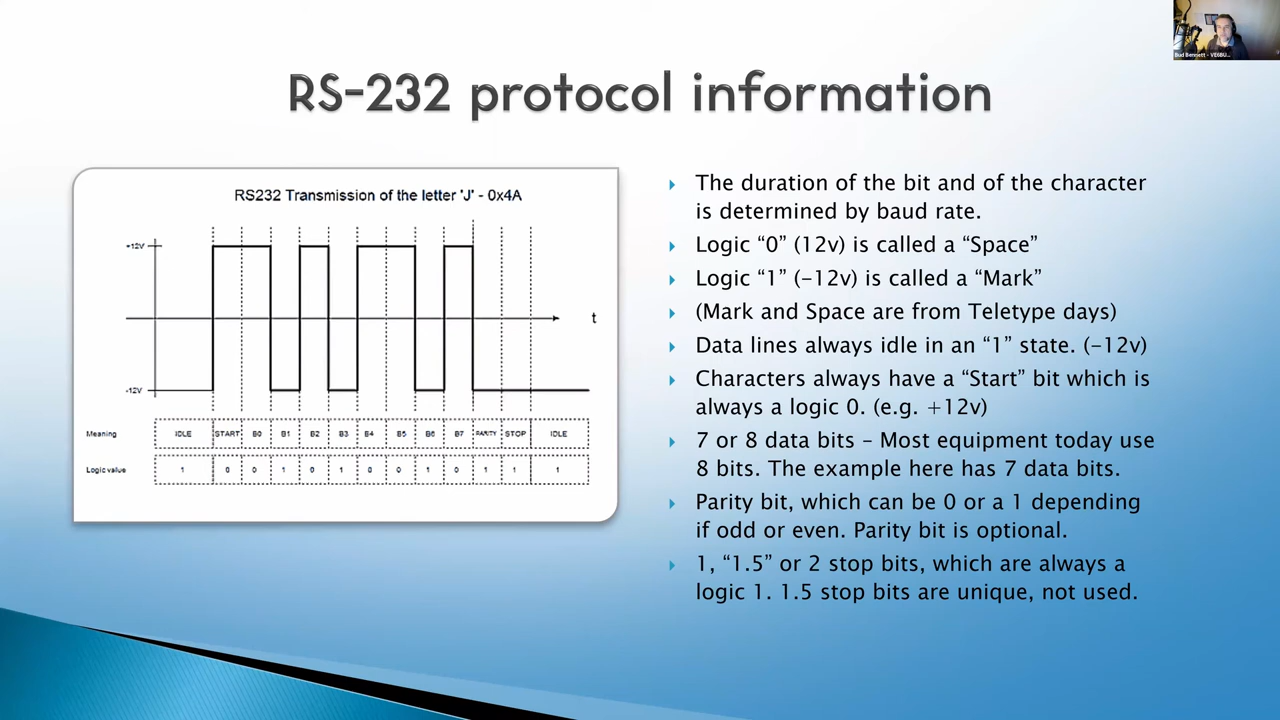 RS-232 protocol information
RS232 Transmission of the letter 'J' - 0x4A
+12V
t
-12V
Meaning IDLE START B0 B1 B2 B3 B4 B5 B6 B7 PARITY STOP IDLE
Logic value 1 0 0 1 0 1 0 0 1 0 1 1 1
The duration of the bit and of the character
is determined by baud rate.
Logic “0” (12v) is called a “Space”
Logic “1” (-12v) is called a “Mark”
(Mark and Space are from Teletype days)
Data lines always idle in an “1” state. (-12v)
Characters always have a “Start” bit which is
always a logic 0. (e.g. +12v)
7 or 8 data bits – Most equipment today use
8 bits. The example here has 7 data bits.
Parity bit, which can be 0 or a 1 depending
if odd or even. Parity bit is optional.
1, “1.5” or 2 stop bits, which are always a
logic 1. 1.5 stop bits are unique, not used.
Bud Bennett -